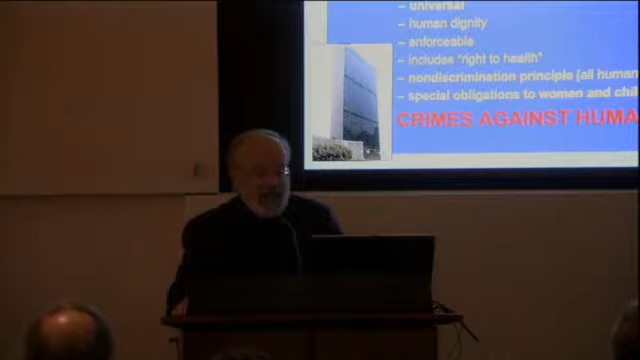 – universal
– human dignity
– enforceable
– includes "right to health"
– nondiscrimination principle [all human
– special obligations to women and chil
CRIMES AGAINST HUMA